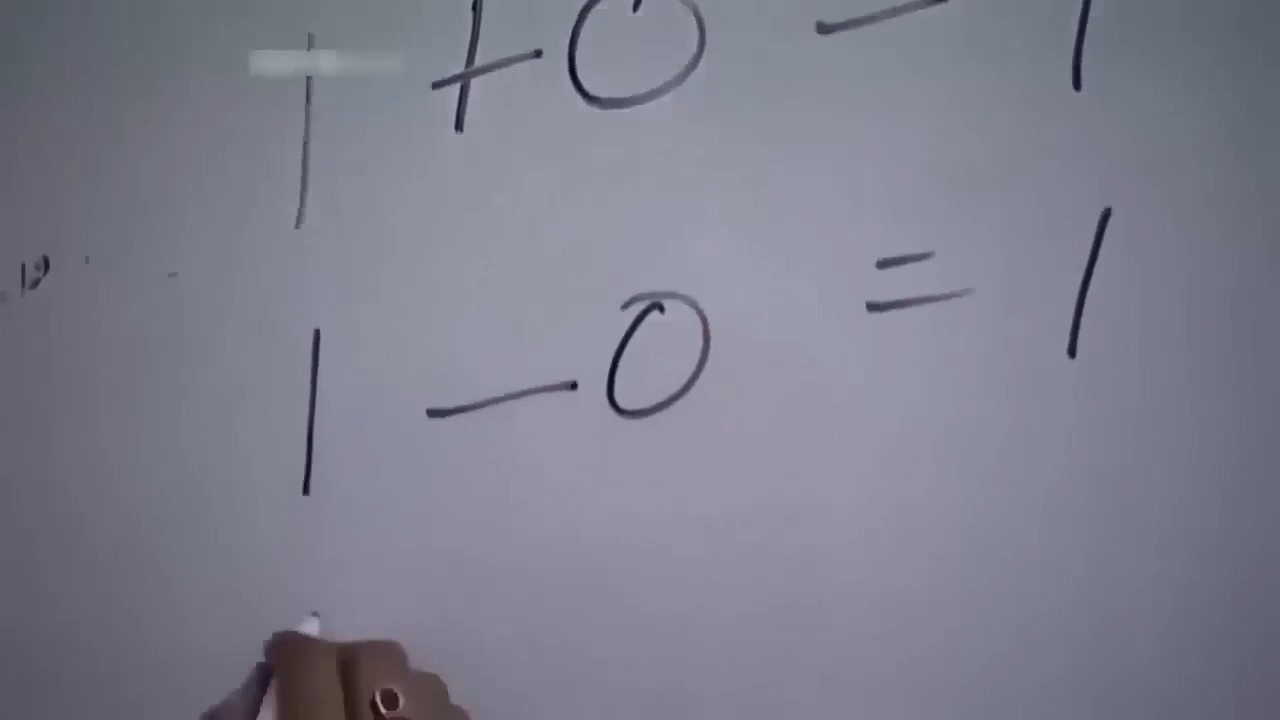 1 + 0 - 1
1 - 0 = 1